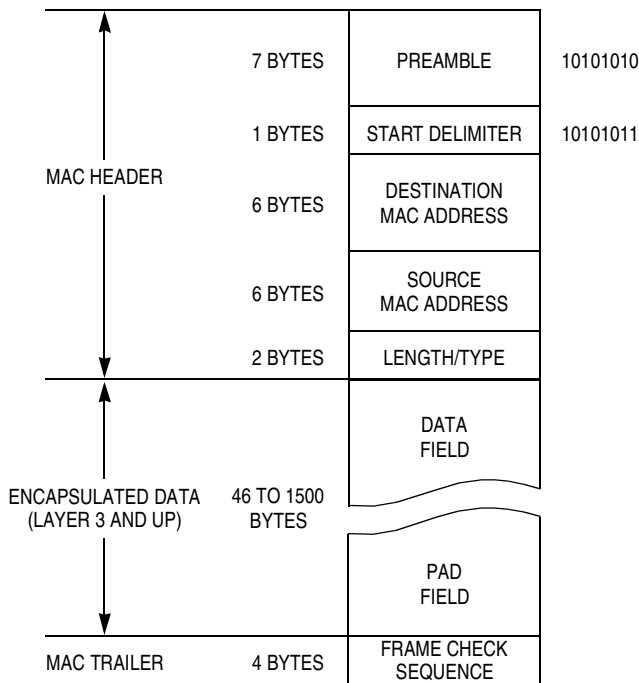 7 BYTES PREAMBLE 10101010
1 BYTES START DELIMITER 10101011
MAC HEADER
6 BYTES DESTINATION
MAC ADDRESS
6 BYTES SOURCE
MAC ADDRESS
2 BYTES LENGTH/TYPE
DATA
FIELD
ENCAPSULATED DATA
(LAYER 3 AND UP)
46 TO 1500
BYTES
PAD
FIELD
MAC TRAILER 4 BYTES FRAME CHECK
SEQUENCE